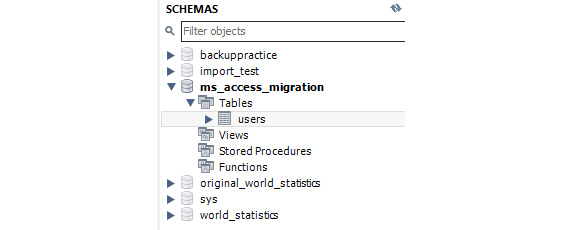 SCHEMAS
Filter objects
backuppractice
import_test
ms_access_migration
Tables
users
Views
Stored Procedures
Functions
original_world_statistics
sys
world_statistics